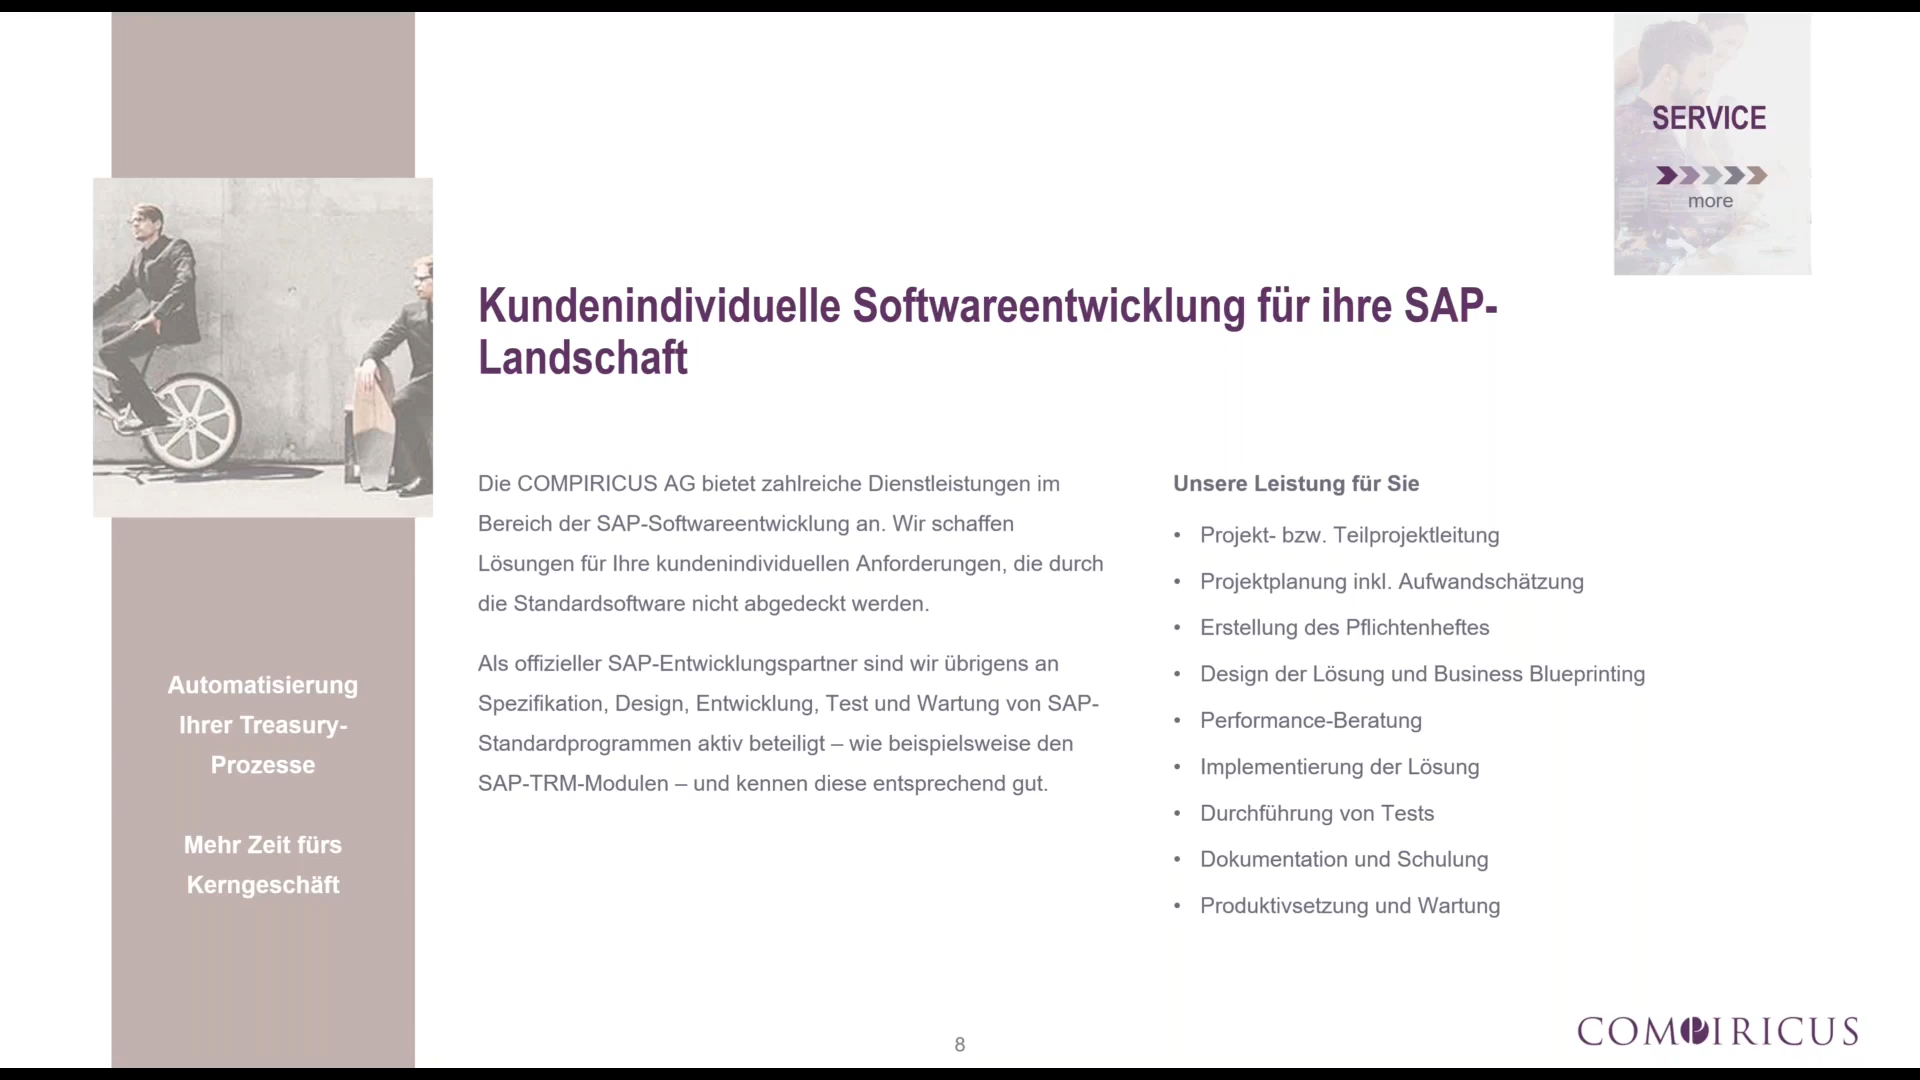 SERVICE
more
Kundenindividuelle Softwareentwicklung für ihre SAP-
Landschaft
Die COMPIRICUS AG bietet zahlreiche Dienstleistungen im
Bereich der SAP-Softwareentwicklung an. Wir schaffen
Lösungen für Ihre kundenindividuellen Anforderungen, die durch
die Standardsoftware nicht abgedeckt werden.
Als offizieller SAP-Entwicklungspartner sind wir übrigens an
Spezifikation, Design, Entwicklung, Test und Wartung von SAP-
Standardprogrammen aktiv beteiligt – wie beispielsweise den
SAP-TRM-Modulen – und kennen diese entsprechend gut.
Unsere Leistung für Sie
• Projekt- bzw. Teilprojektleitung
• Projektplanung inkl. Aufwandschätzung
• Erstellung des Pflichtenheftes
• Design der Lösung und Business Blueprinting
• Performance-Beratung
• Implementierung der Lösung
• Durchführung von Tests
• Dokumentation und Schulung
• Produktivsetzung und Wartung
Automatisierung
Ihrer Treasury-
Prozesse
Mehr Zeit fürs
Kerngeschäft
8
COMPIRICUS